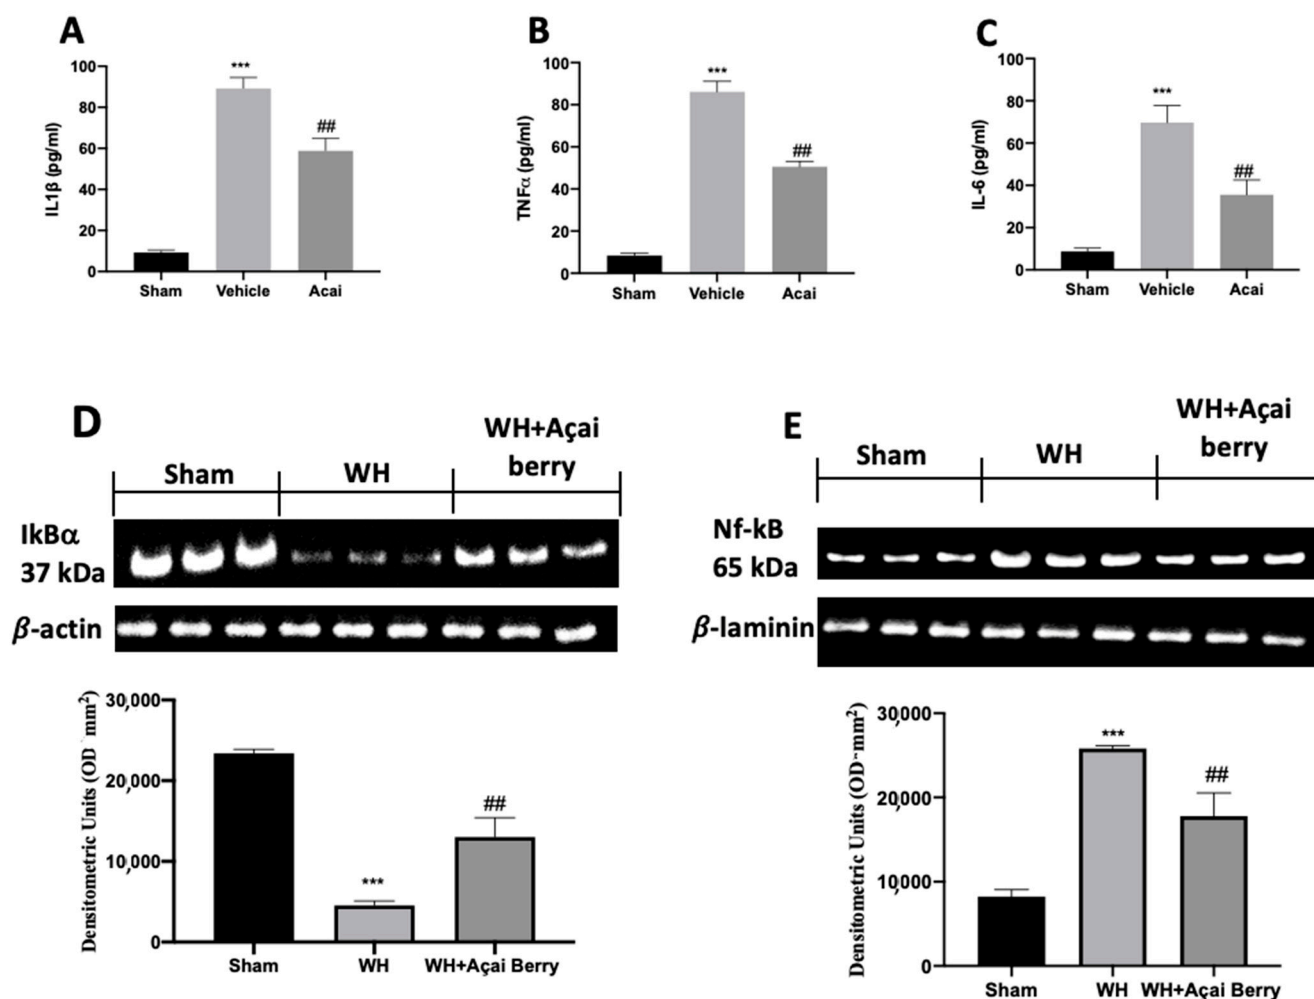 A
IL1β (pg/ml)
100
80
60
40
20
0
***
##
Sham Vehicle Acai
B
TNFα (pg/ml)
100
80
60
40
20
0
***
##
Sham Vehicle Acai
C
IL-6 (pg/ml)
100
80
60
40
20
0
***
##
Sham Vehicle Acai
D
Sham WH WH+Açai
berry
IkBα
37 kDa
β-actin
Densitometric Units (OD mm²)
30,000
20,000
10,000
0
***
##
Sham WH WH+Açai Berry
E
Sham WH WH+Açai
berry
Nf-kB
65 kDa
β-laminin
Densitometric Units (OD·mm²)
30,000
20,000
10,000
0
***
##
Sham WH WH+Açai Berry